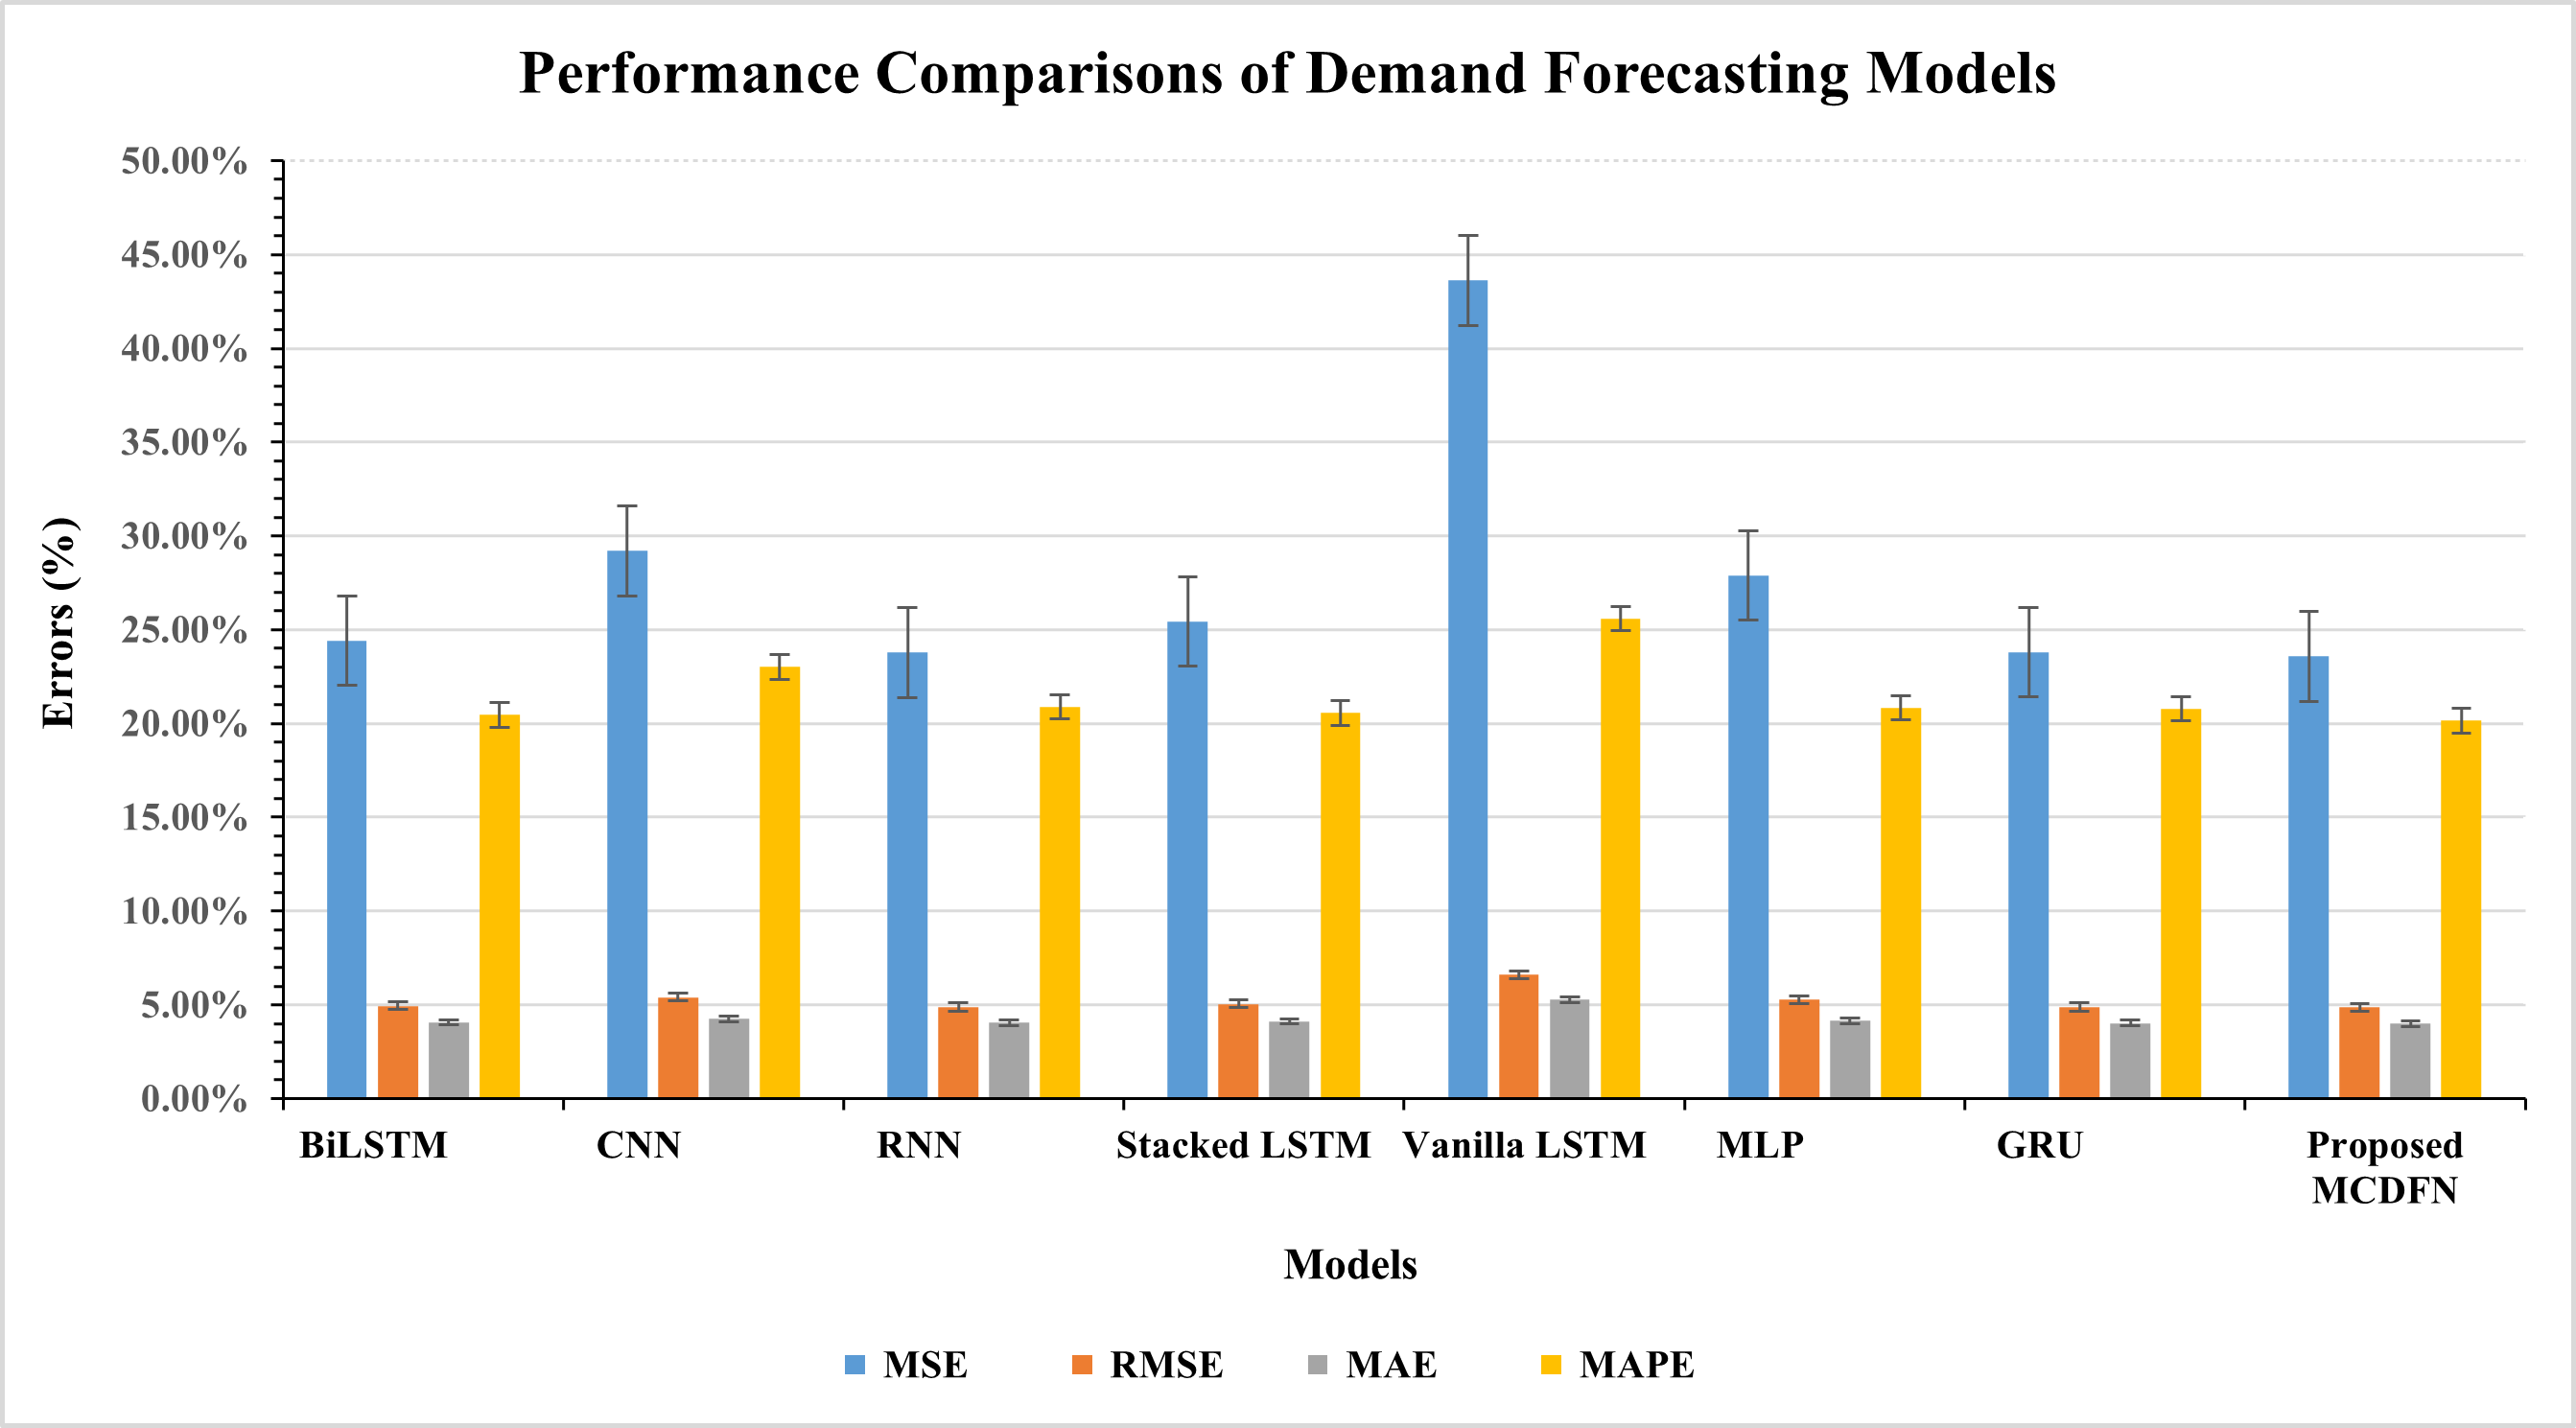 Performance Comparisons of Demand Forecasting Models
50.00%
45.00%
40.00%
35.00%
30.00%
25.00%
20.00%
15.00%
10.00%
5.00%
0.00%
Errors (%)
BiLSTM CNN RNN Stacked LSTM Vanilla LSTM MLP GRU Proposed
MCDFN
Models
MSE RMSE MAE MAPE